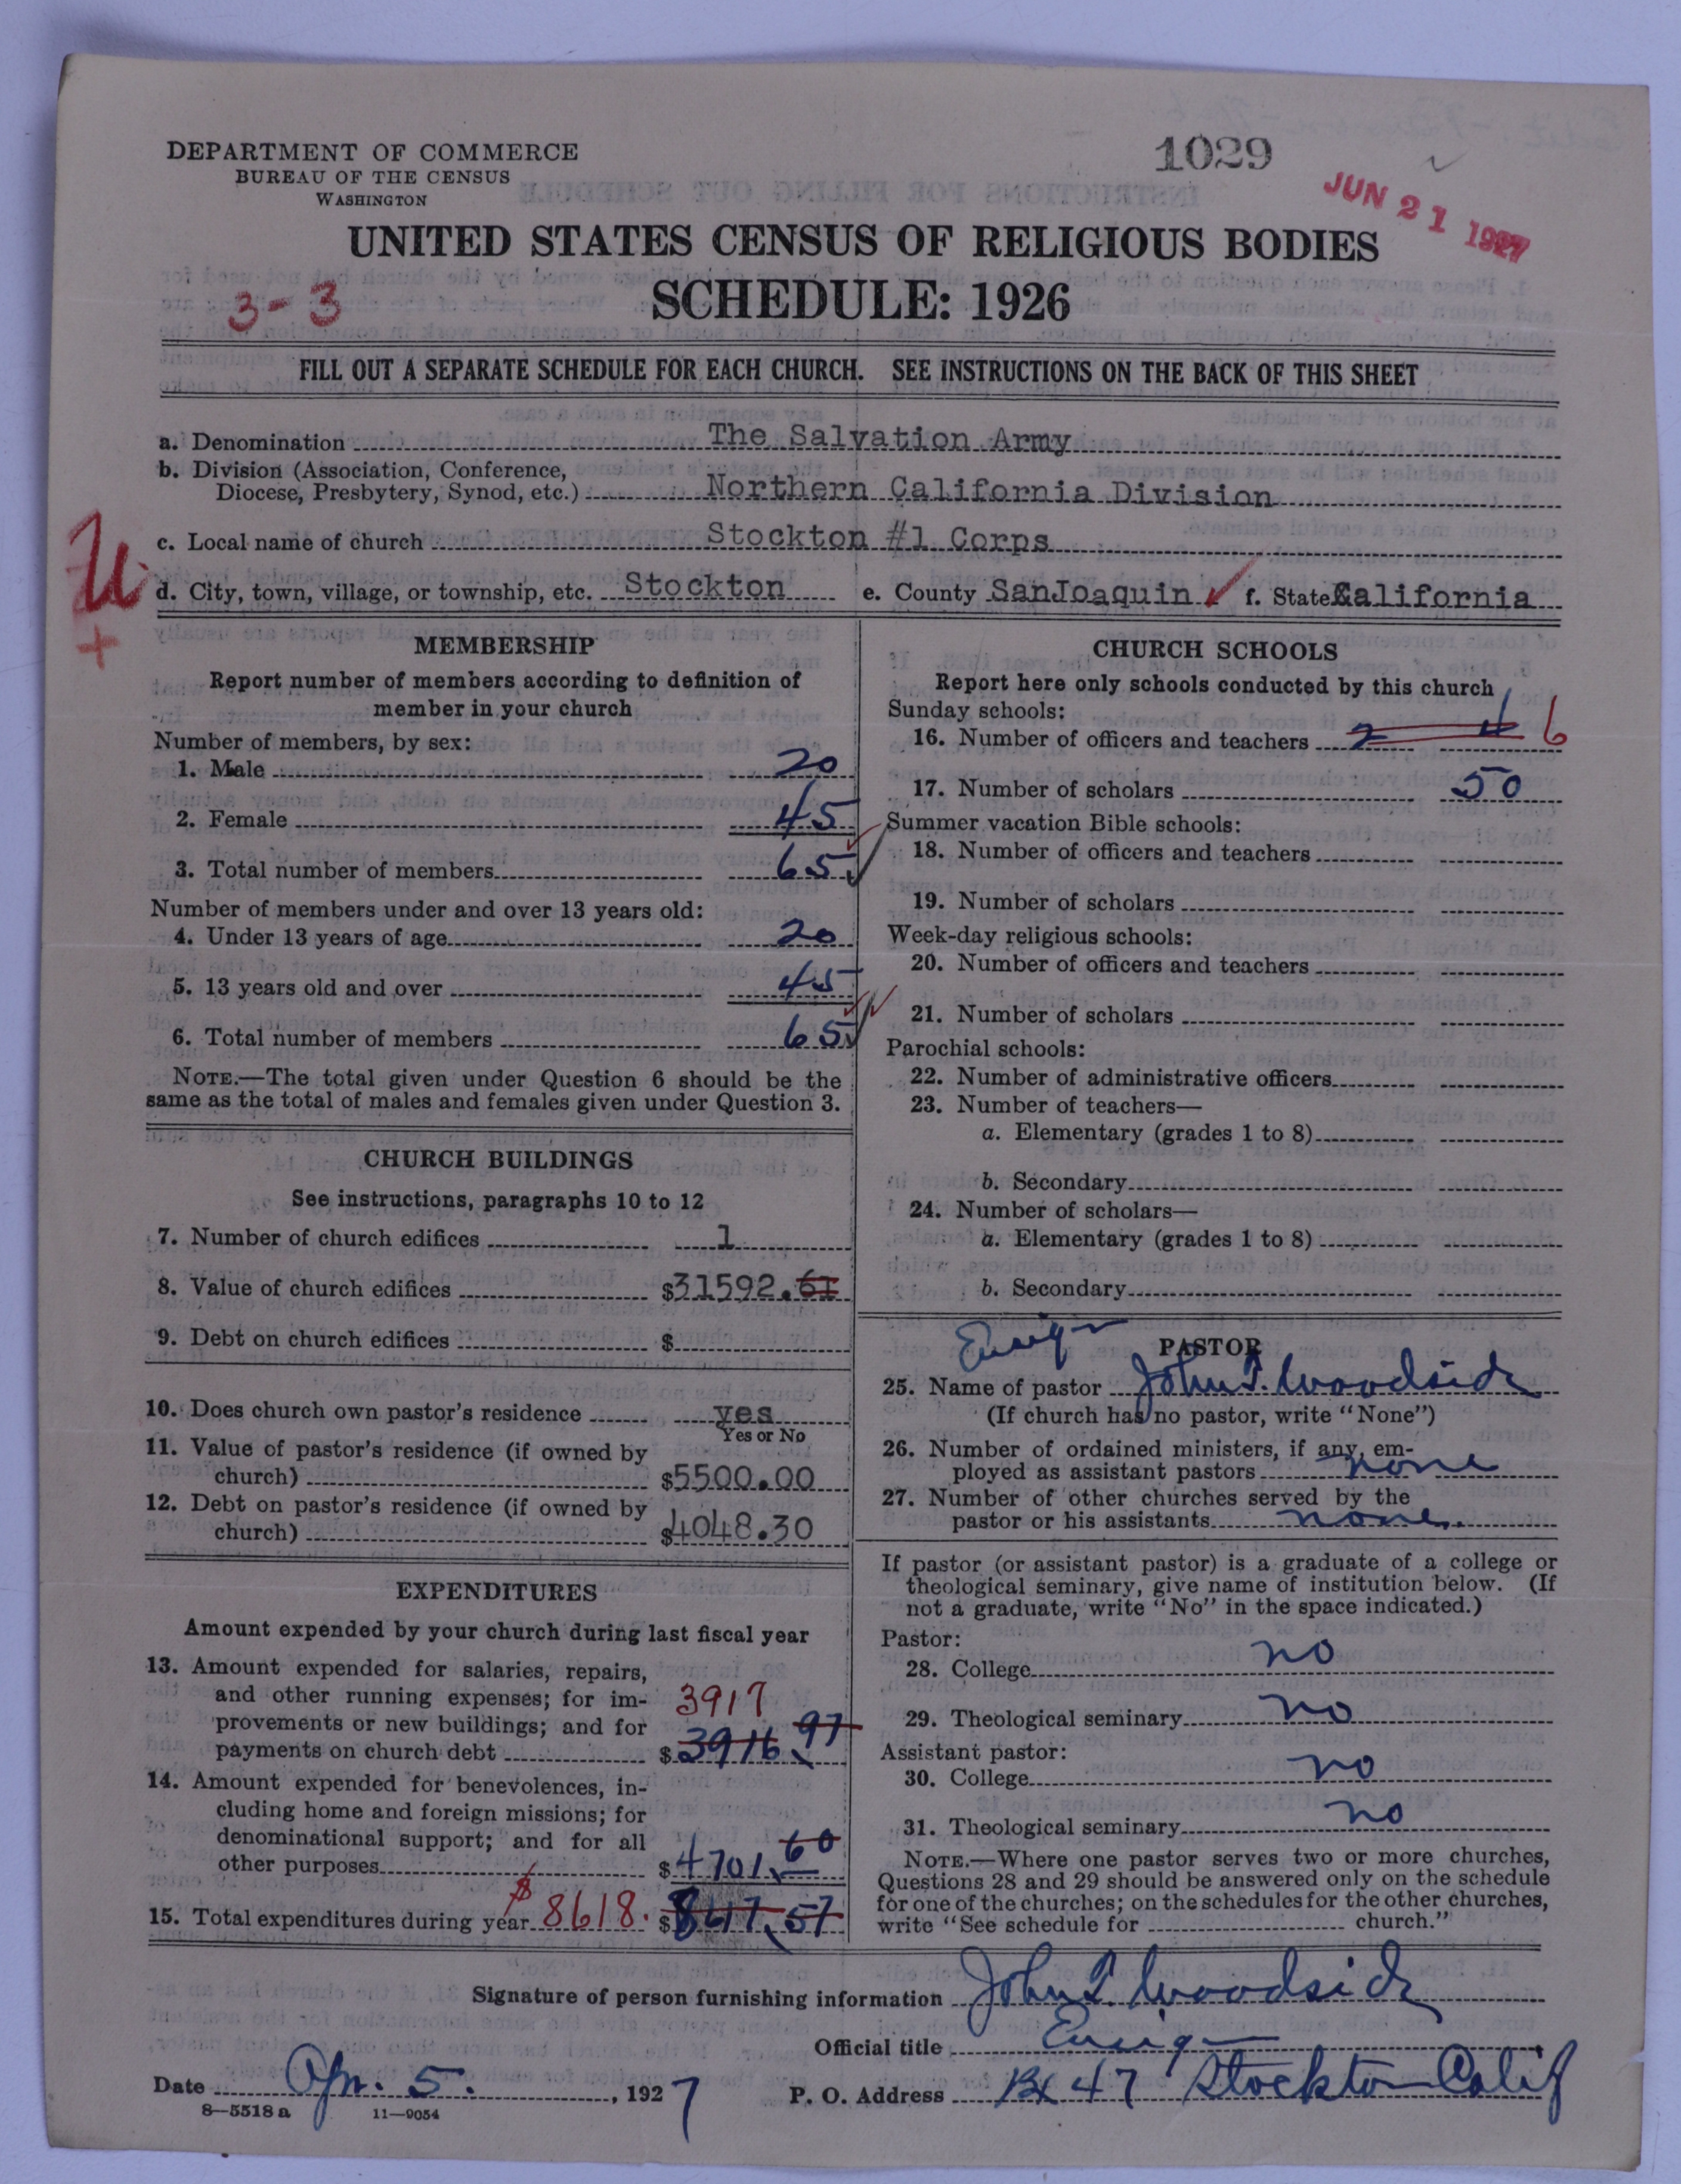 DEPARTMENT OF COMMERCE
BUREAU OF THE CENSUS
WASHINGTON
1029
JUN 21 1927
UNITED STATES CENSUS OF RELIGIOUS BODIES
SCHEDULE: 1926
3-3
FILL OUT A SEPARATE SCHEDULE FOR EACH CHURCH. SEE INSTRUCTIONS ON THE BACK OF THIS SHEET
a. Denomination The Salvation Army
b. Division (Association, Conference,
Diocese, Presbytery, Synod, etc.) Northern California Division
c. Local name of church Stockton #1 Corps
d. City, town, village, or township, etc. Stockton e. County SanJoaquin f. State California
MEMBERSHIP
Report number of members according to definition of
member in your church
Number of members, by sex:
1. Male 20
2. Female 45
3. Total number of members 65
Number of members under and over 13 years old:
4. Under 13 years of age 20
5. 13 years old and over 45
6. Total number of members 65
NOTE.—The total given under Question 6 should be the
same as the total of males and females given under Question 3.
CHURCH BUILDINGS
See instructions, paragraphs 10 to 12
7. Number of church edifices 1
8. Value of church edifices $31592.61
9. Debt on church edifices $
10. Does church own pastor's residence yes
Yes or No
11. Value of pastor's residence (if owned by
church) $5500.00
12. Debt on pastor's residence (if owned by
church) $4048.30
EXPENDITURES
Amount expended by your church during last fiscal year
13. Amount expended for salaries, repairs,
and other running expenses; for im- 3917
provements or new buildings; and for
payments on church debt $3916.97
14. Amount expended for benevolences, in-
cluding home and foreign missions; for
denominational support; and for all
other purposes $4701.60
15. Total expenditures during year $8618. $8617.57
CHURCH SCHOOLS
Report here only schools conducted by this church
Sunday schools:
16. Number of officers and teachers 2 4 6
17. Number of scholars 50
Summer vacation Bible schools:
18. Number of officers and teachers
19. Number of scholars
Week-day religious schools:
20. Number of officers and teachers
21. Number of scholars
Parochial schools:
22. Number of administrative officers
23. Number of teachers—
a. Elementary (grades 1 to 8)
b. Secondary
24. Number of scholars—
a. Elementary (grades 1 to 8)
b. Secondary
PASTOR
25. Name of pastor Ensign John T. Woodside
(If church has no pastor, write "None")
26. Number of ordained ministers, if any, em-
ployed as assistant pastors none
27. Number of other churches served by the
pastor or his assistants none.
If pastor (or assistant pastor) is a graduate of a college or
theological seminary, give name of institution below. (If
not a graduate, write "No" in the space indicated.)
Pastor:
28. College no
29. Theological seminary no
Assistant pastor:
30. College no
31. Theological seminary no
NOTE.—Where one pastor serves two or more churches,
Questions 28 and 29 should be answered only on the schedule
for one of the churches; on the schedules for the other churches,
write "See schedule for church."
Signature of person furnishing information John T. Woodside
Official title Ensign
Date Apr. 5. , 1927 P. O. Address Bx 47 Stockton Calif
8—5518a 11—9054